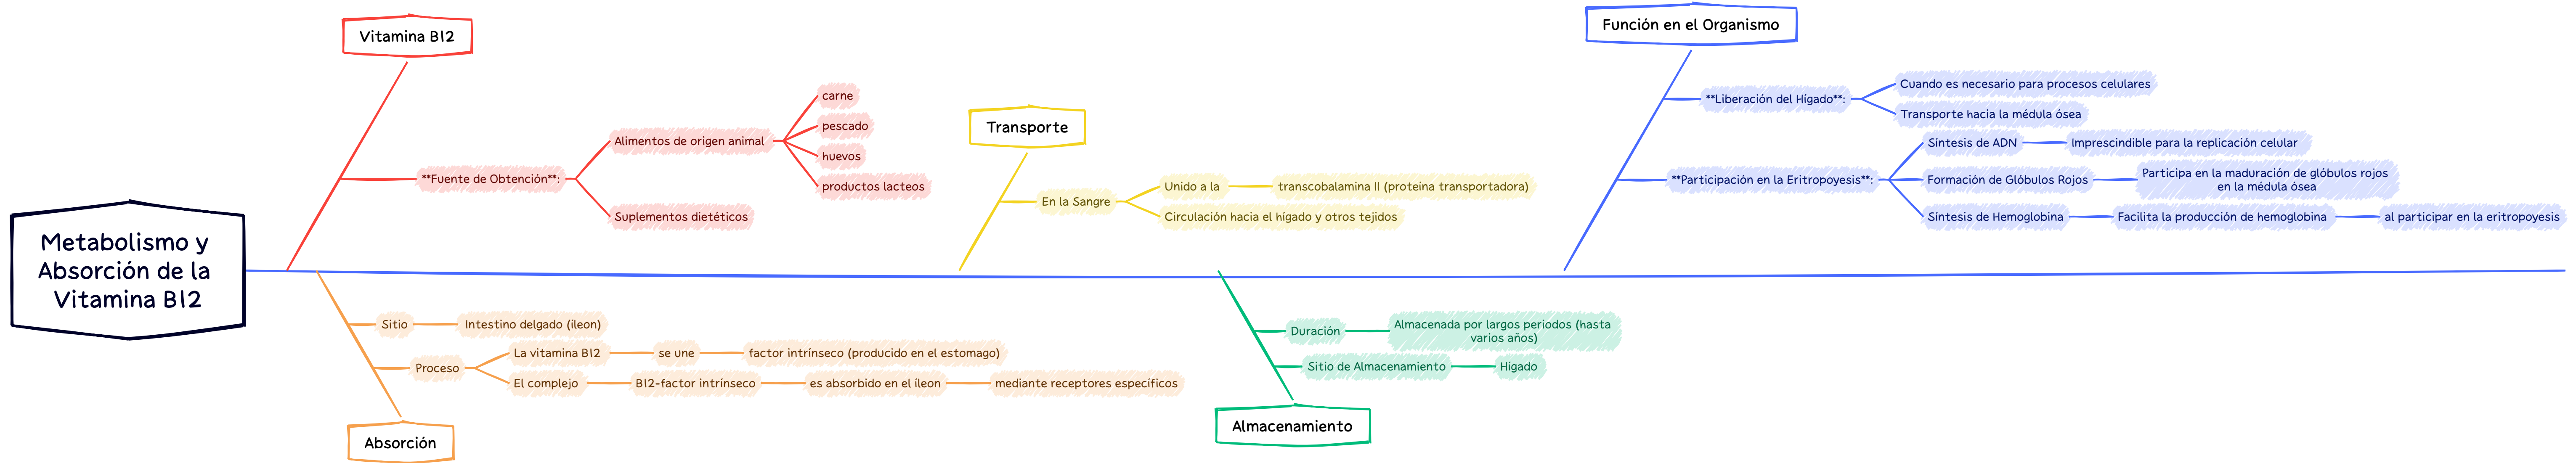 Metabolismo y
Absorción de la
Vitamina B12
Vitamina B12
**Fuente de Obtención**:
Alimentos de origen animal
carne
pescado
huevos
productos lacteos
Suplementos dietéticos
Absorción
Sitio
Intestino delgado (íleon)
Proceso
La vitamina B12
se une
factor intrínseco (producido en el estomago)
El complejo
B12-factor intrínseco
es absorbido en el íleon
mediante receptores específicos
Transporte
En la Sangre
Unido a la
transcobalamina II (proteína transportadora)
Circulación hacia el hígado y otros tejidos
Almacenamiento
Duración
Almacenada por largos periodos (hasta
varios años)
Sitio de Almacenamiento
Hígado
Función en el Organismo
**Liberación del Hígado**:
Cuando es necesario para procesos celulares
Transporte hacia la médula ósea
**Participación en la Eritropoyesis**:
Síntesis de ADN
Imprescindible para la replicación celular
Formación de Glóbulos Rojos
Participa en la maduración de glóbulos rojos
en la médula ósea
Síntesis de Hemoglobina
Facilita la producción de hemoglobina
al participar en la eritropoyesis